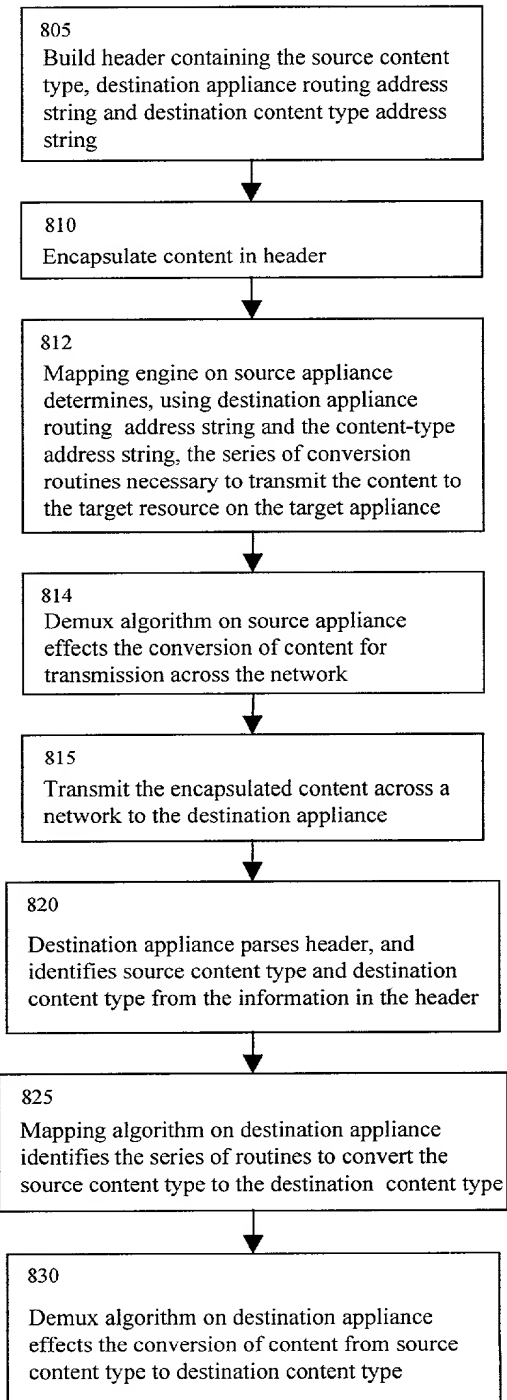 805
Build header containing the source content
type, destination appliance routing address
string and destination content type address
string
810
Encapsulate content in header
812
Mapping engine on source appliance
determines, using destination appliance
routing address string and the content-type
address string, the series of conversion
routines necessary to transmit the content to
the target resource on the target appliance
814
Demux algorithm on source appliance
effects the conversion of content for
transmission across the network
815
Transmit the encapsulated content across a
network to the destination appliance
820
Destination appliance parses header, and
identifies source content type and destination
content type from the information in the header
825
Mapping algorithm on destination appliance
identifies the series of routines to convert the
source content type to the destination content type
830
Demux algorithm on destination appliance
effects the conversion of content from source
content type to destination content type